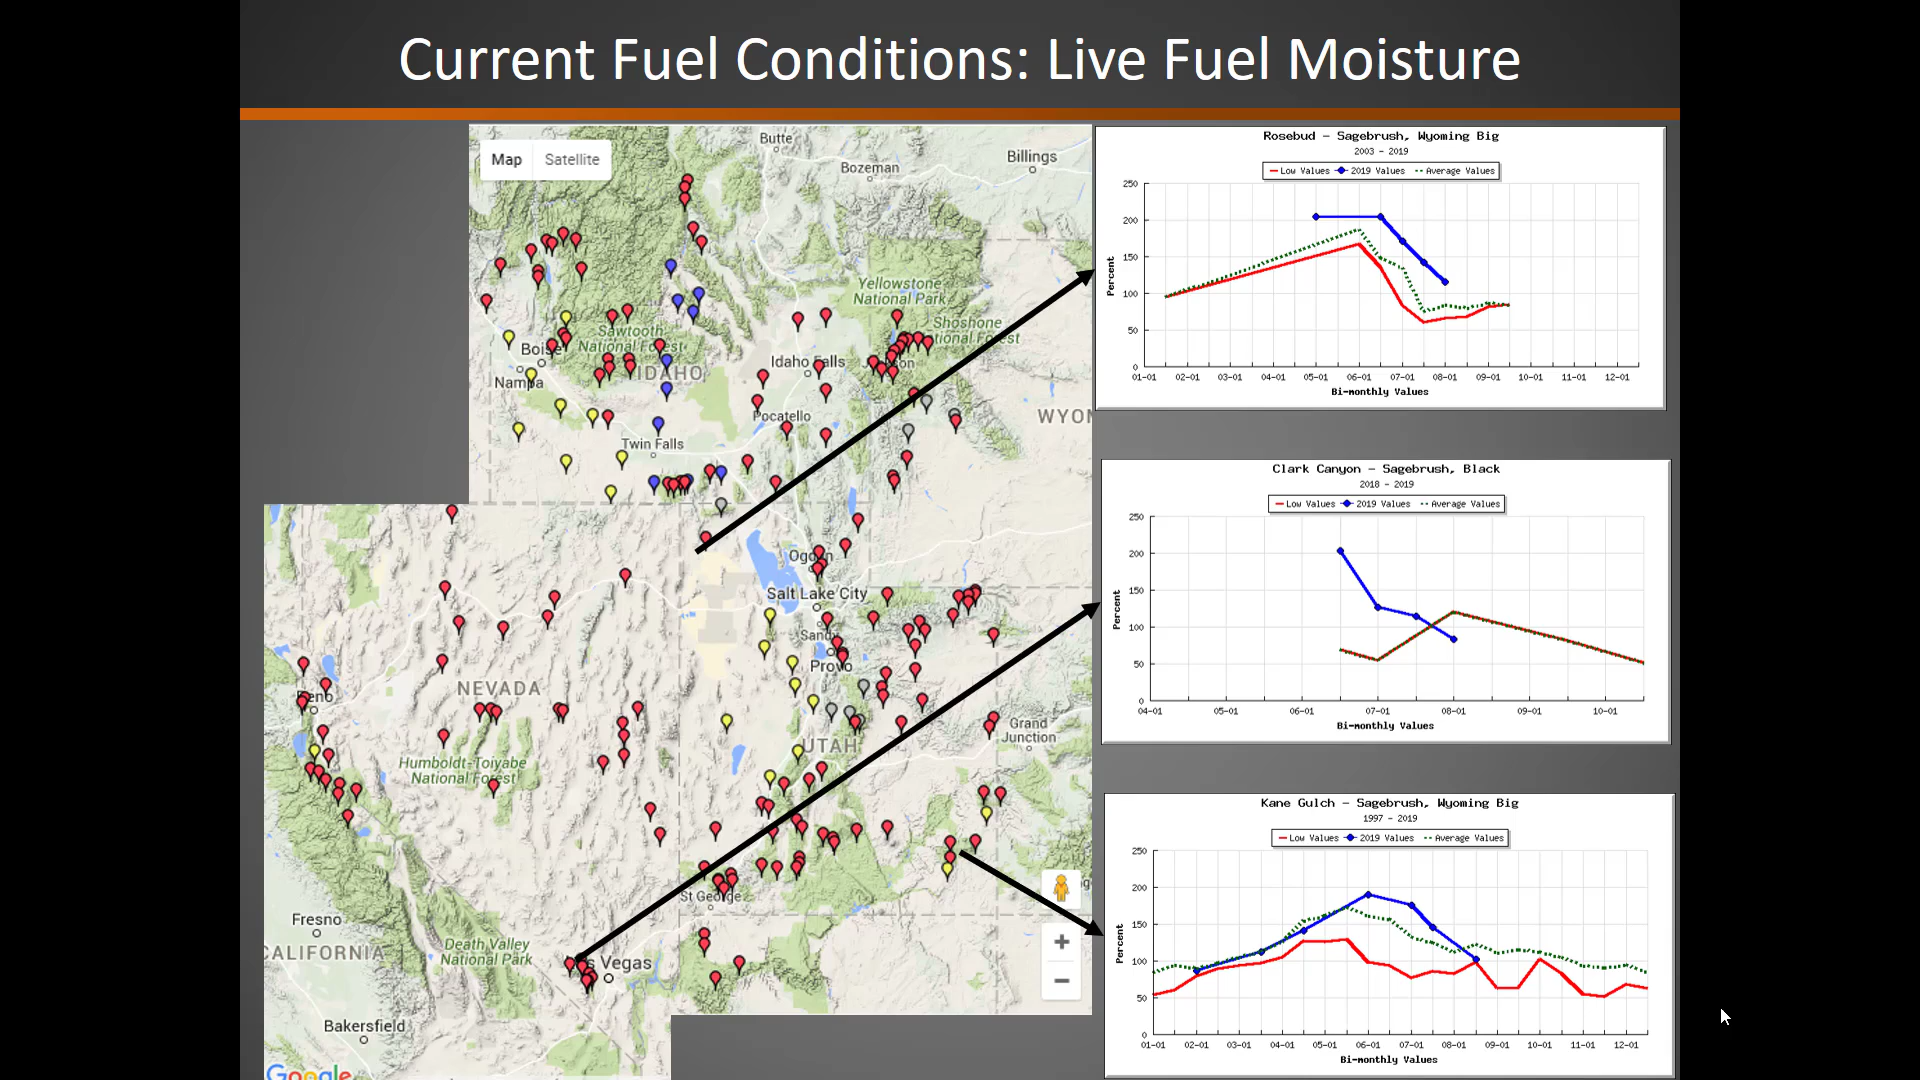 Current Fuel Conditions: Live Fuel Moisture
Map Satellite
Butte
Billings
Bozeman
Yellowstone
National Park
Shoshone
Sawtooth
National Forest
Idaho Falls
IDAHO
Nampa
Pocatello
WYOM
Twin Falls
Salt Lake City
Sandy
Provo
NEVADA
UTAH
Grand
Junction
Humboldt-Toiyabe
National Forest
St George
Fresno
CALIFORNIA
Death Valley
National Park
Vegas
Bakersfield
Google
Rosebud - Sagebrush, Wyoming Big
2003 - 2019
Low Values 2019 Values Average Values
250
200
150
100
50
0
Percent
01-01 02-01 03-01 04-01 05-01 06-01 07-01 08-01 09-01 10-01 11-01 12-01
Bi-monthly Values
Clark Canyon - Sagebrush, Black
2018 - 2019
Low Values 2019 Values Average Values
250
200
150
100
50
0
Percent
04-01 05-01 06-01 07-01 08-01 09-01 10-01
Bi-monthly Values
Kane Gulch - Sagebrush, Wyoming Big
1997 - 2019
Low Values 2019 Values Average Values
250
200
150
100
50
0
Percent
01-01 02-01 03-01 04-01 05-01 06-01 07-01 08-01 09-01 10-01 11-01 12-01
Bi-monthly Values